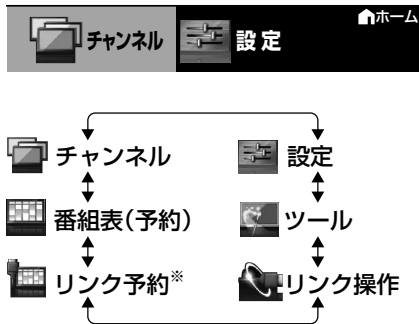 チャンネル 設定 ホーム
チャンネル 設定
番組表(予約) ツール
リンク予約※ リンク操作